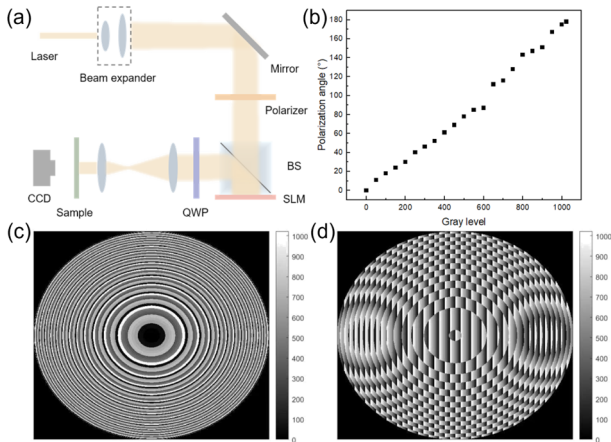 (a)
Laser
Beam expander
Mirror
Polarizer
BS
CCD
Sample
QWP
SLM
(b)
Polarization angle (°)
180
160
140
120
100
80
60
40
20
0
0 200 400 600 800 1000
Gray level
(c)
1000
900
800
700
600
500
400
300
200
100
0
(d)
1000
900
800
700
600
500
400
300
200
100
0